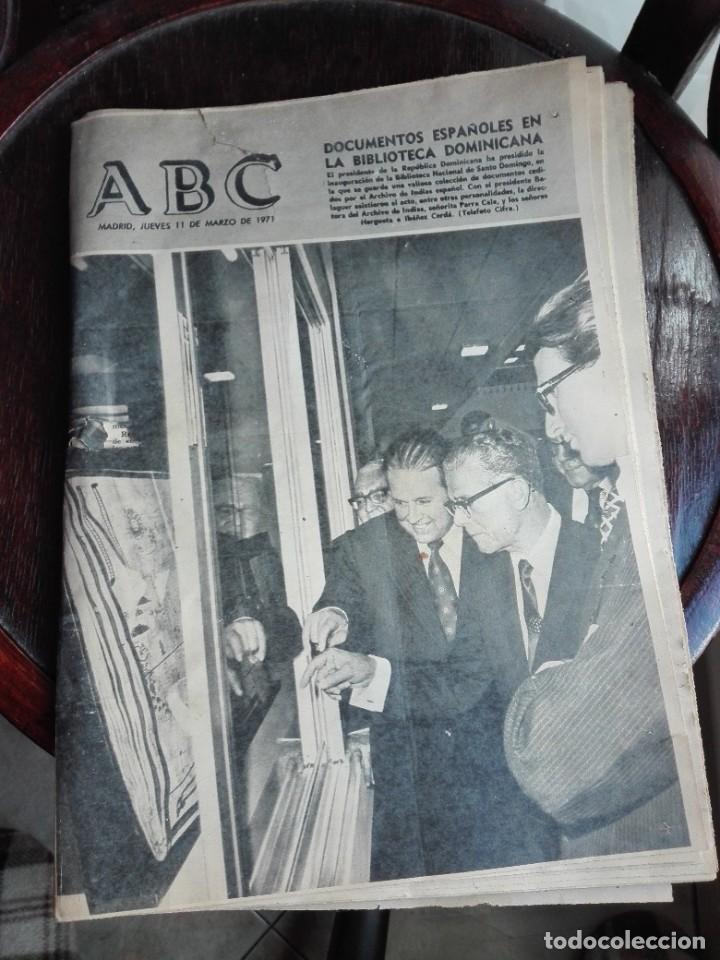 ABC
MADRID, JUEVES 11 DE MARZO DE 1971
DOCUMENTOS ESPAÑOLES EN
LA BIBLIOTECA DOMINICANA
El presidente de la República Dominicana ha presidido la
inauguración de la Biblioteca Nacional de Santo Domingo, en
la que se guarda una valiosa colección de documentos cedi-
dos por el Archivo de Indias español. Con el presidente Ba-
laguer asistieron al acto, entre otras personalidades, la direc-
tora del Archivo de Indias, señorita Parra Cala, y los señores
Hergueta e Ibáñez Cerdá. (Telefoto Cifra.)
todocoleccion